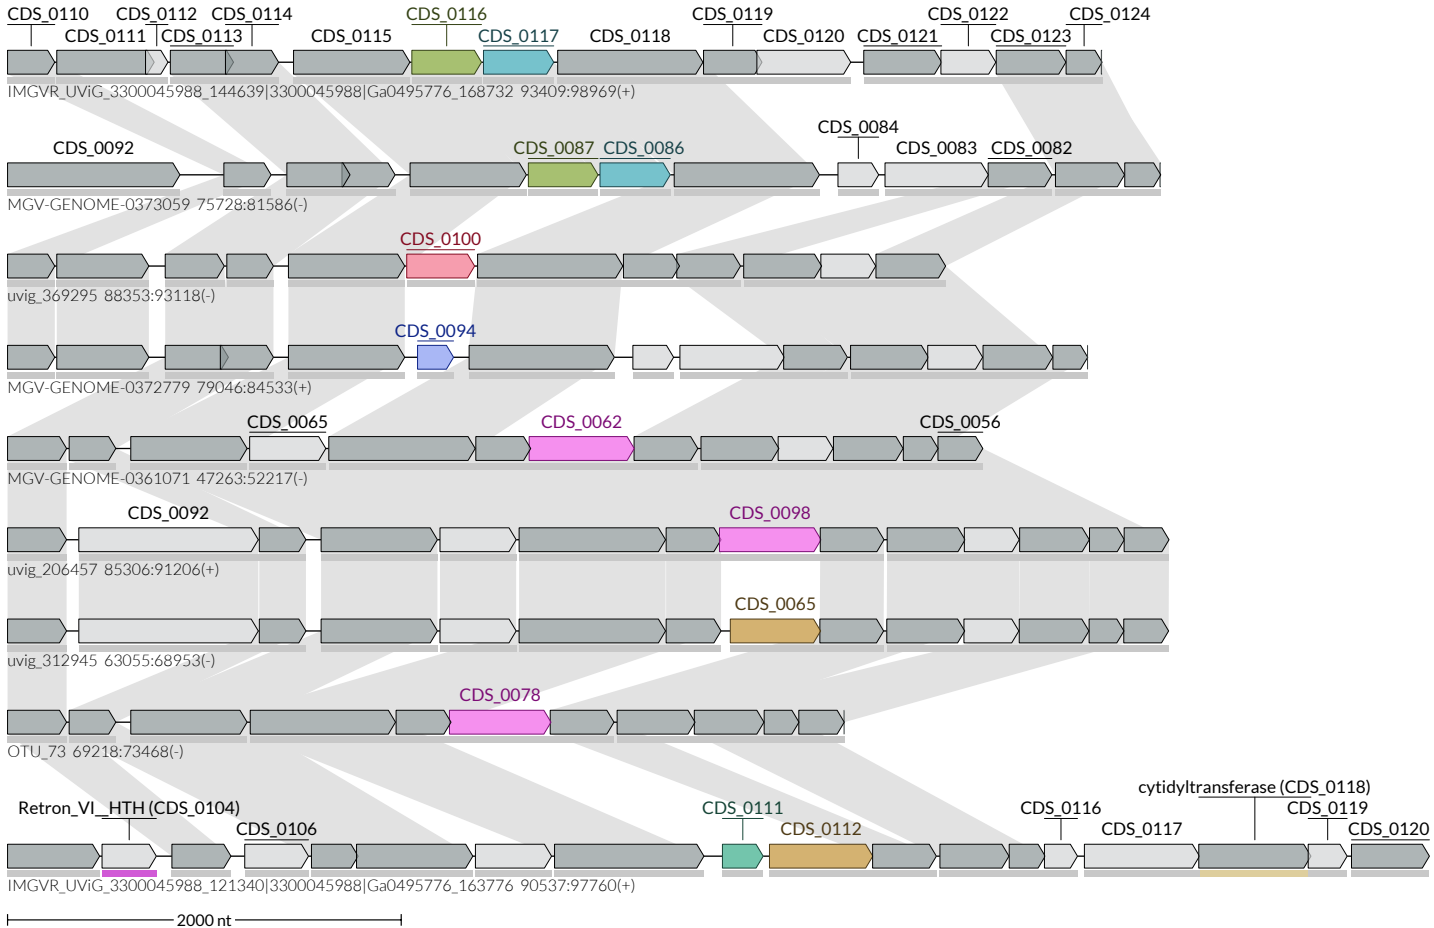 CDS_0110 CDS_0112 CDS_0114 CDS_0116 CDS_0119 CDS_0122 CDS_0124
CDS_0111 CDS_0113 CDS_0115 CDS_0117 CDS_0118 CDS_0120 CDS_0121 CDS_0123
IMGVR_UViG_3300045988_144639|3300045988|Ga0495776_168732 93409:98969(+)
CDS_0084
CDS_0092 CDS_0087 CDS_0086 CDS_0083 CDS_0082
MGV-GENOME-0373059 75728:81586(-)
CDS_0100
uvig_369295 88353:93118(-)
CDS_0094
MGV-GENOME-0372779 79046:84533(+)
CDS_0065 CDS_0062 CDS_0056
MGV-GENOME-0361071 47263:52217(-)
CDS_0092 CDS_0098
uvig_206457 85306:91206(+)
CDS_0065
uvig_312945 63055:68953(-)
CDS_0078
OTU_73 69218:73468(-)
cytidyltransferase (CDS_0118)
Retron_VI__HTH (CDS_0104) CDS_0111 CDS_0116 CDS_0119
CDS_0106 CDS_0112 CDS_0117 CDS_0120
IMGVR_UViG_3300045988_121340|3300045988|Ga0495776_163776 90537:97760(+)
2000 nt